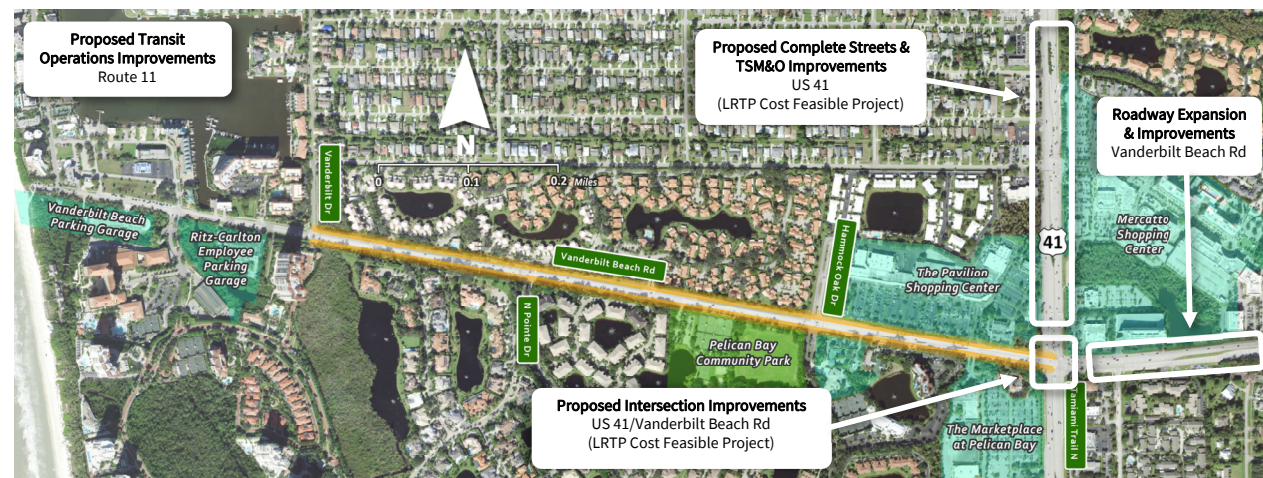 Proposed Transit
Operations Improvements
Route 11
Proposed Complete Streets &
TSM&O Improvements
US 41
(LRTP Cost Feasible Project)
Roadway Expansion
& Improvements
Vanderbilt Beach Rd
N
0 0.1 0.2 Miles
Vanderbilt Dr
Vanderbilt Beach
Parking Garage
Ritz-Carlton
Employee
Parking
Garage
Vanderbilt Beach Rd
Hammock Oak Dr
The Pavilion
Shopping Center
41
Mercatto
Shopping
Center
N Pointe Dr
Pelican Bay
Community Park
Proposed Intersection Improvements
US 41/Vanderbilt Beach Rd
(LRTP Cost Feasible Project)
The Marketplace
at Pelican Bay
Tamiami Trail N